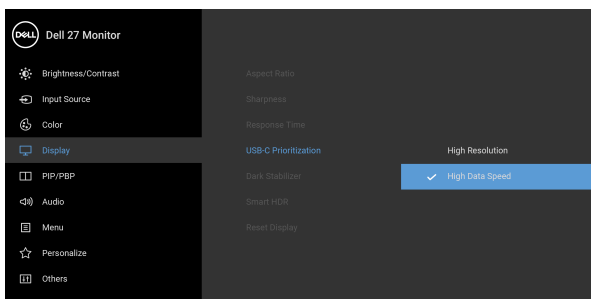 DELL
Dell 27 Monitor
Brightness/Contrast
Input Source
Color
Display
PIP/PBP
Audio
Menu
Personalize
Others
Aspect Ratio
Sharpness
Response Time
USB-C Prioritization
Dark Stabilizer
Smart HDR
Reset Display
High Resolution
High Data Speed